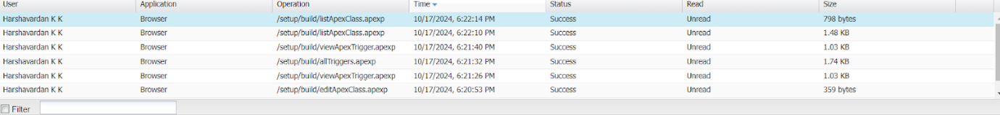 User Application Operation Time Status Read Size
Harshavardan K K Browser /setup/build/listApexClass.apexp 10/17/2024, 6:22:14 PM Success Unread 798 bytes
Harshavardan K K Browser /setup/build/listApexClass.apexp 10/17/2024, 6:22:10 PM Success Unread 1.48 KB
Harshavardan K K Browser /setup/build/viewApexTrigger.apexp 10/17/2024, 6:21:40 PM Success Unread 1.03 KB
Harshavardan K K Browser /setup/build/allTriggers.apexp 10/17/2024, 6:21:32 PM Success Unread 1.74 KB
Harshavardan K K Browser /setup/build/viewApexTrigger.apexp 10/17/2024, 6:21:26 PM Success Unread 1.03 KB
Harshavardan K K Browser /setup/build/editApexClass.apexp 10/17/2024, 6:20:53 PM Success Unread 359 bytes
Filter